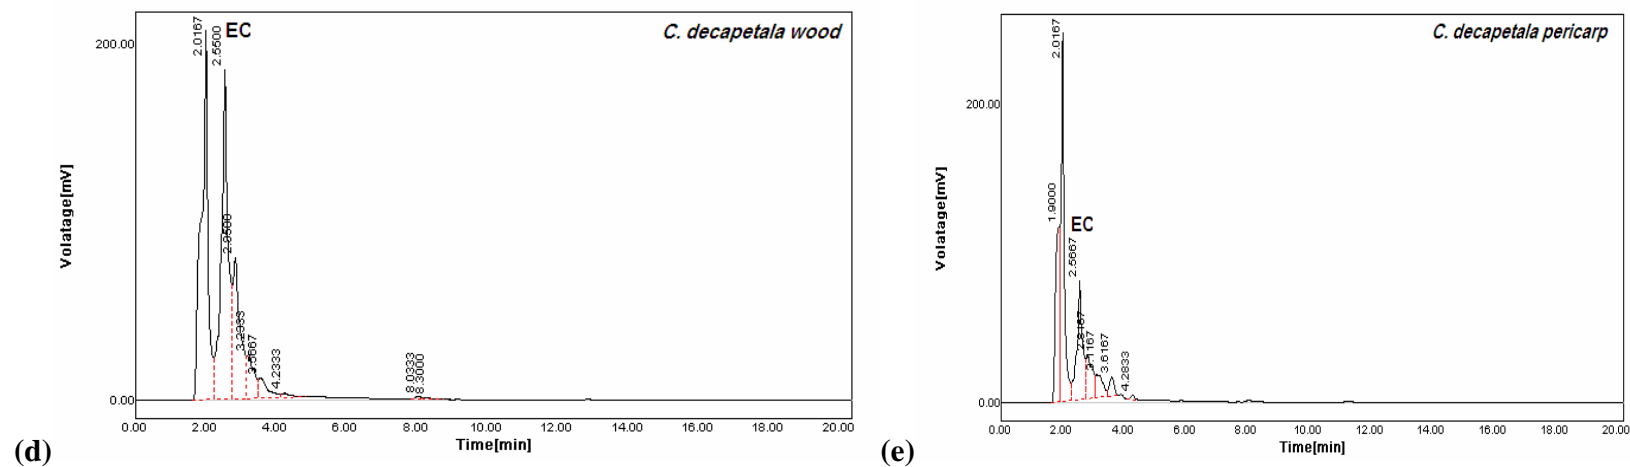 2.0167
2.5500
EC
C. decapetala wood
200.00
2.8500
3.2333
3.5667
4.2333
8.0333
8.3000
Volatage[mV]
0.00
0.00 2.00 4.00 6.00 8.00 10.00 12.00 14.00 16.00 18.00 20.00
Time[min]
(d)
2.0167
C. decapetala pericarp
200.00
1.9000
EC
2.5667
2.8167
3.1167
3.6167
4.2833
Volatage[mV]
0.00
0.00 2.00 4.00 6.00 8.00 10.00 12.00 14.00 16.00 18.00 20.00
Time[min]
(e)